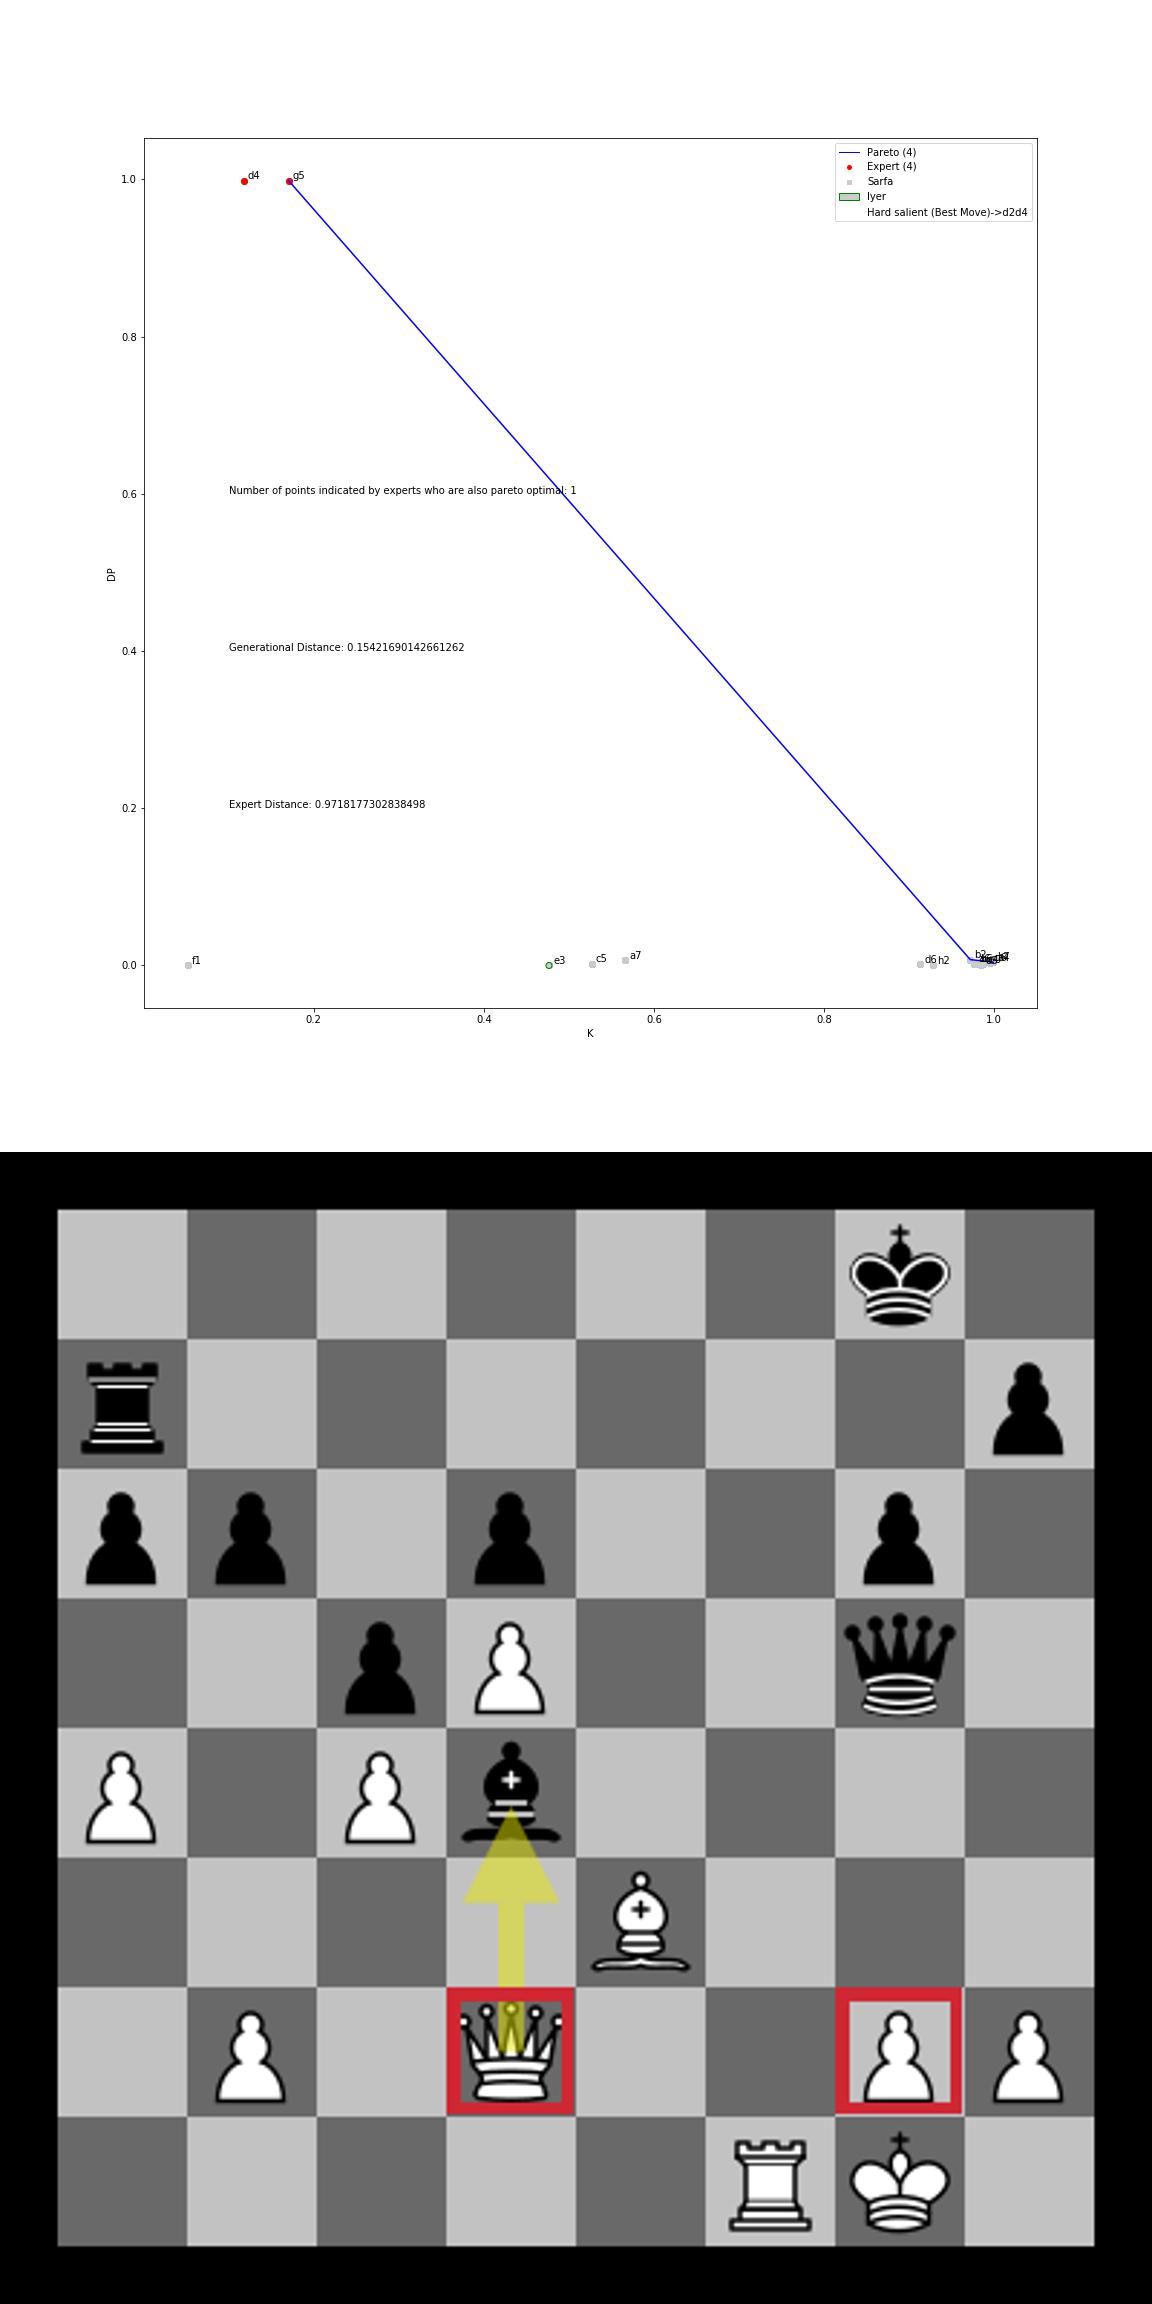 Pareto (4)
Expert (4)
Sarfa
Iyer
Hard salient (Best Move)->d2d4
1.0
d4
g5
0.8
0.6
Number of points indicated by experts who are also pareto optimal: 1
DP
0.4
Generational Distance: 0.15421690142661262
0.2
Expert Distance: 0.9718177302838498
0.0
f1
e3
c5
a7
d6
h2
b2
0.2
0.4
0.6
0.8
1.0
K